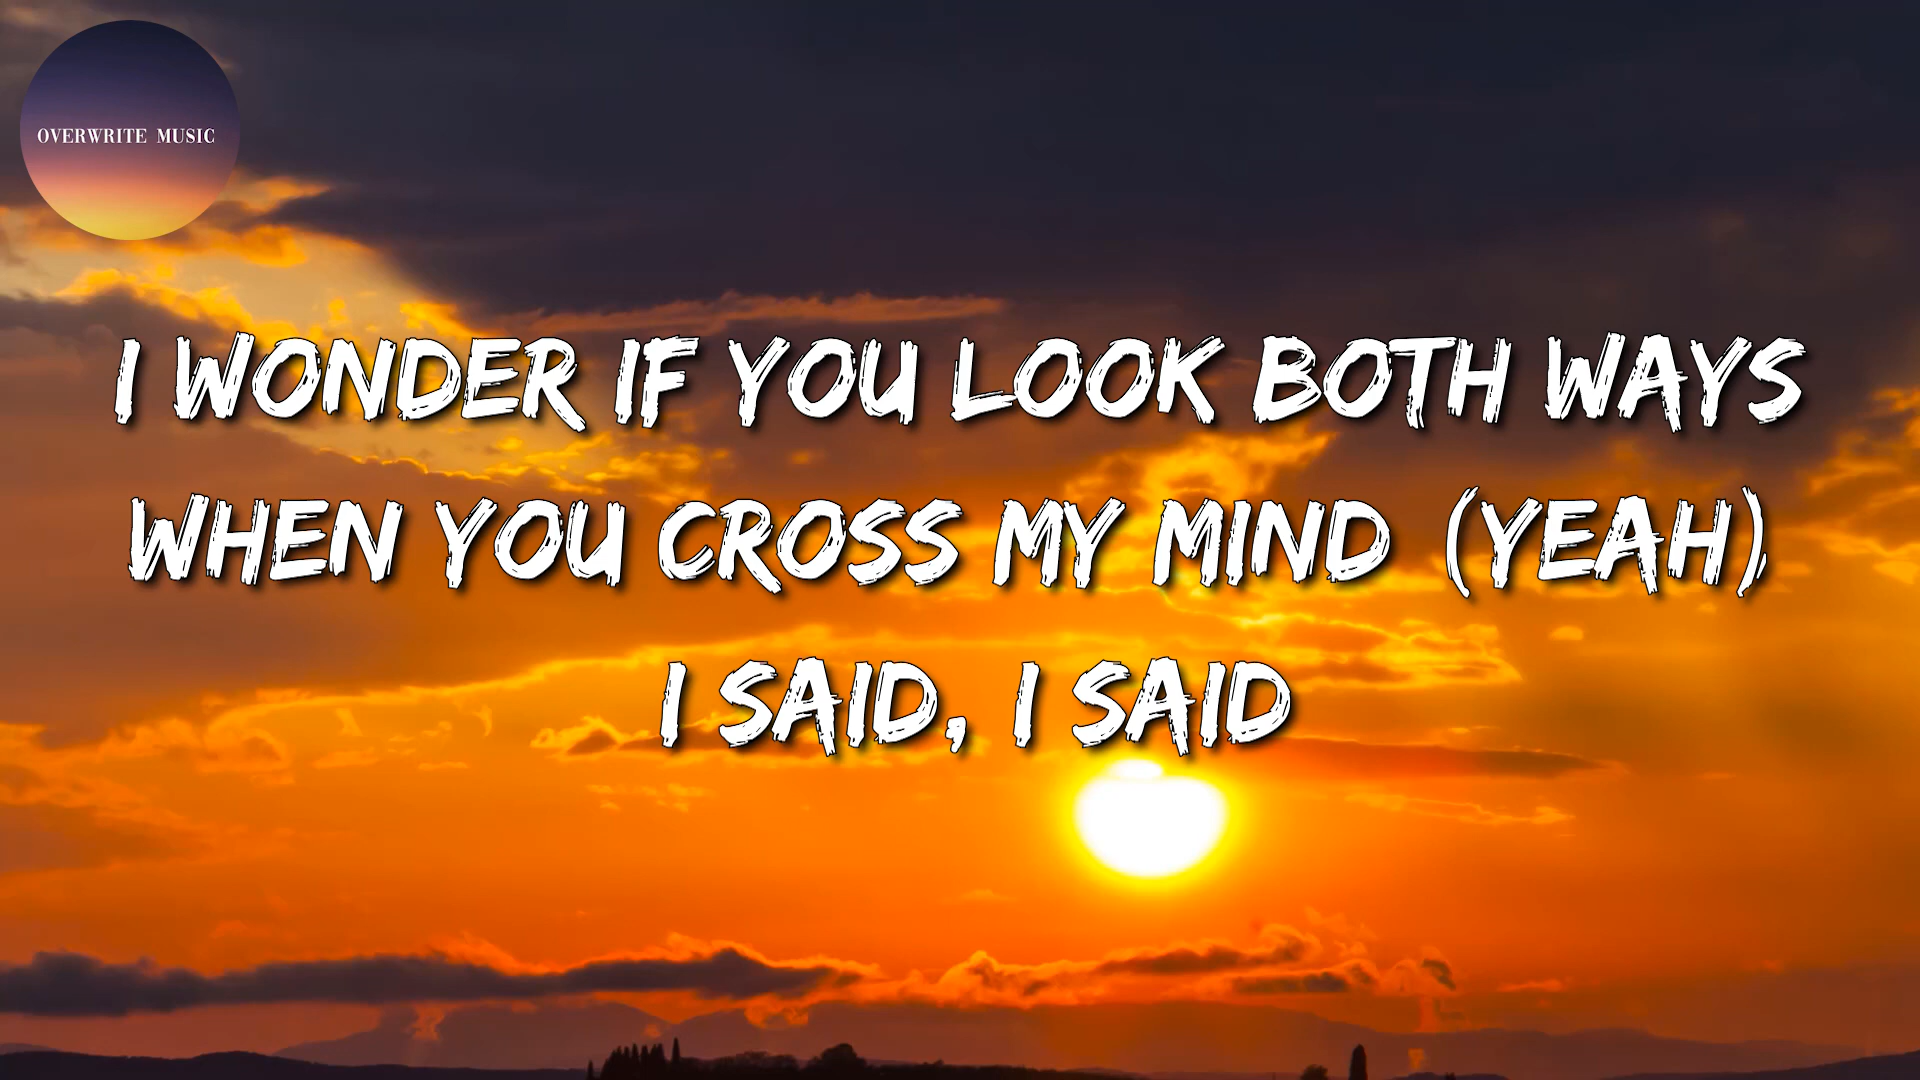 OVERWRITE MUSIC
I WONDER IF YOU LOOK BOTH WAYS
WHEN YOU CROSS MY MIND (YEAH)
I SAID, I SAID